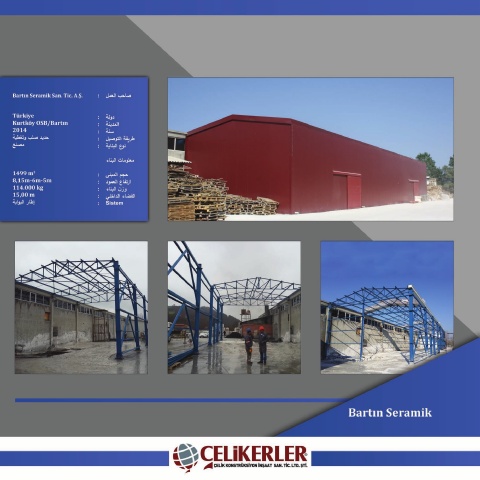 Bartın Seramik San. Tic. A.Ş. : صاحب العمل
Türkiye : دولة
Kurtköy OSB/Bartın : المدينة
2014 : سنة
حديد صلب وتغطية : طريقة التوصيل
مصنع : نوع البناية
معلومات البناء
1499 m² : حجم المبنى
8,15m-6m-5m : ارتفاع العمود
114.000 kg : وزن البناء
15,00 m : الفضاء الداخلي
إطار البوابة : Sistem
Bartın Seramik
ÇELİKERLER
ÇELİK KONSTRÜKSİYON İNŞAAT SAN. TİC. LTD. ŞTİ.